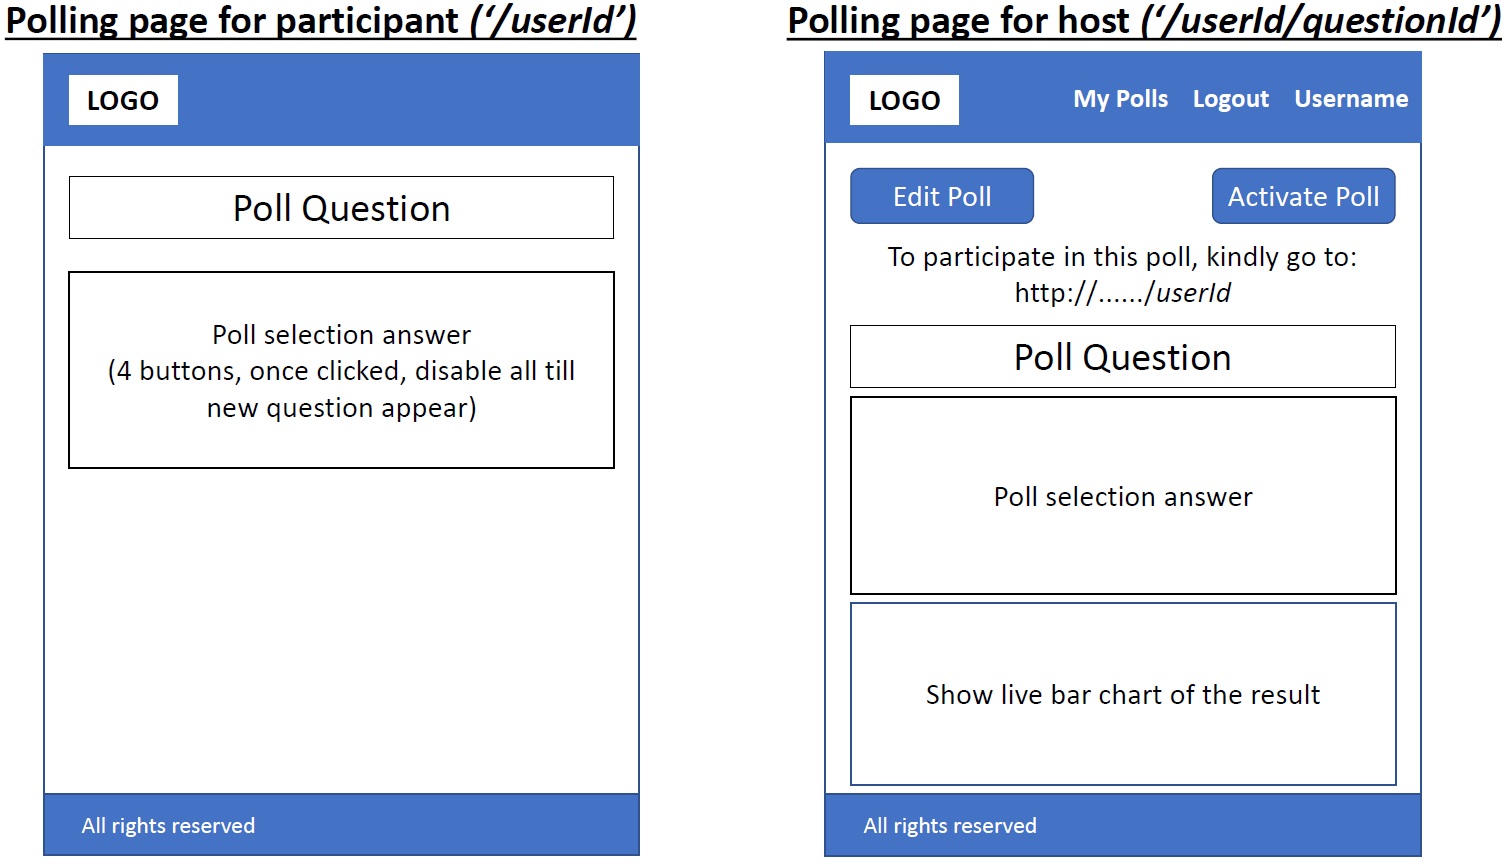 Polling page for participant (‘/userId’)
LOGO
Poll Question
Poll selection answer
(4 buttons, once clicked, disable all till
new question appear)
All rights reserved
Polling page for host (‘/userId/questionId’)
LOGO
My Polls Logout Username
Edit Poll Activate Poll
To participate in this poll, kindly go to:
http://....../userId
Poll Question
Poll selection answer
Show live bar chart of the result
All rights reserved